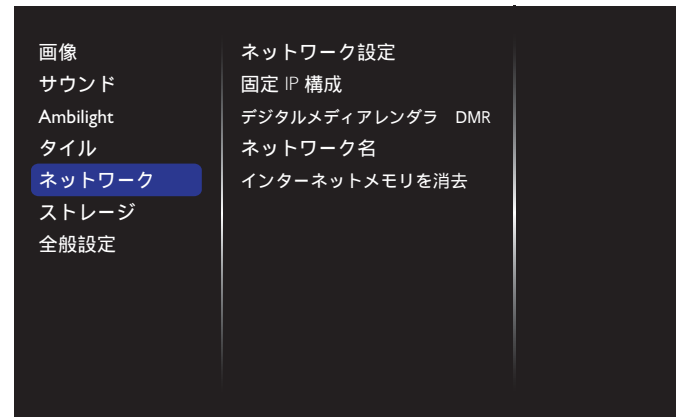 画像
サウンド
Ambilight
タイル
ネットワーク
ストレージ
全般設定
ネットワーク設定
固定 IP 構成
デジタルメディアレンダラ DMR
ネットワーク名
インターネットメモリを消去